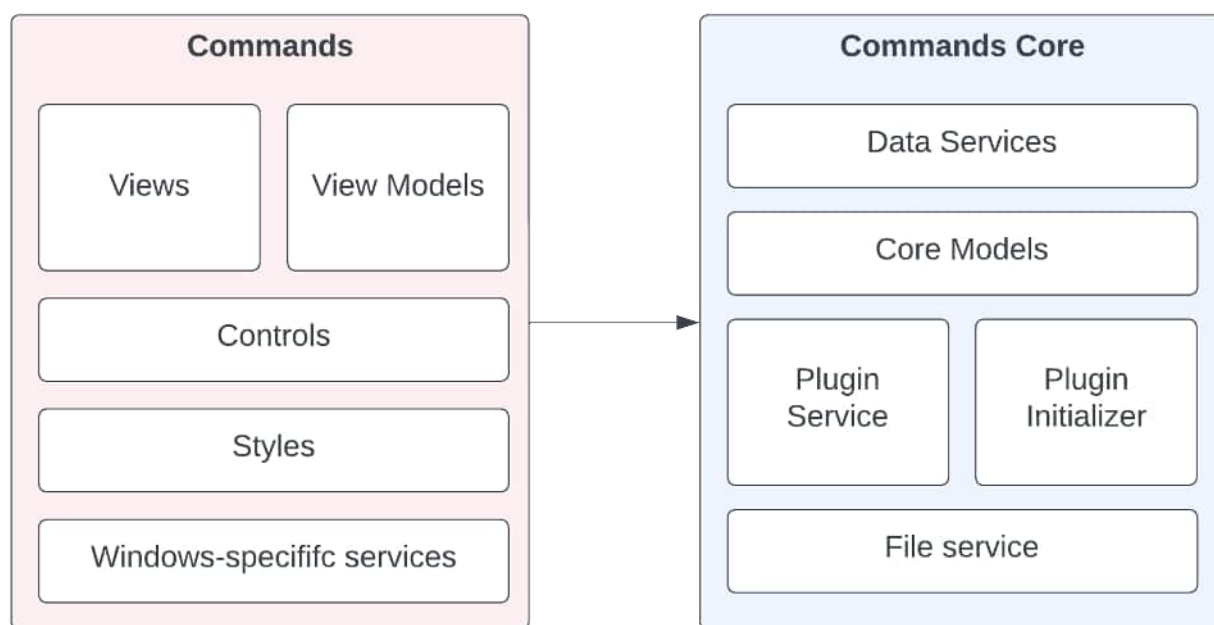 Commands
Views
View Models
Controls
Styles
Windows-specififc services
Commands Core
Data Services
Core Models
Plugin
Service
Plugin
Initializer
File service